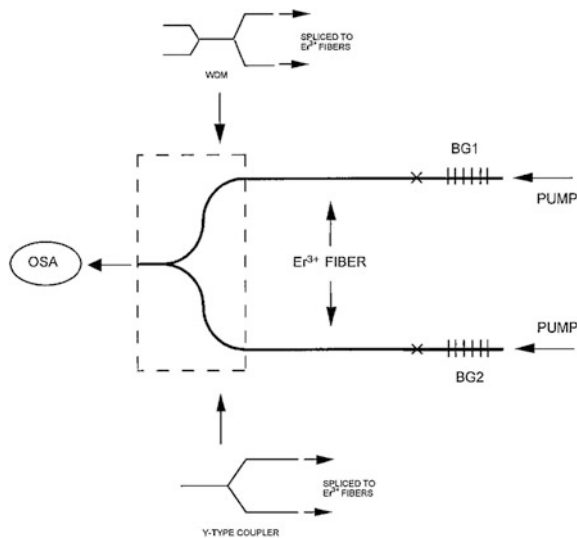 SPLICED TO
Er³⁺ FIBERS
WDM
BG1
PUMP
OSA
Er³⁺ FIBER
PUMP
BG2
SPLICED TO
Er³⁺ FIBERS
Y-TYPE COUPLER